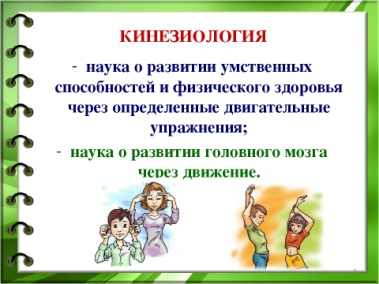 КИНЕЗИОЛОГИЯ
- наука о развитии умственных
способностей и физического здоровья
через определенные двигательные
упражнения;
- наука о развитии головного мозга
через движение.